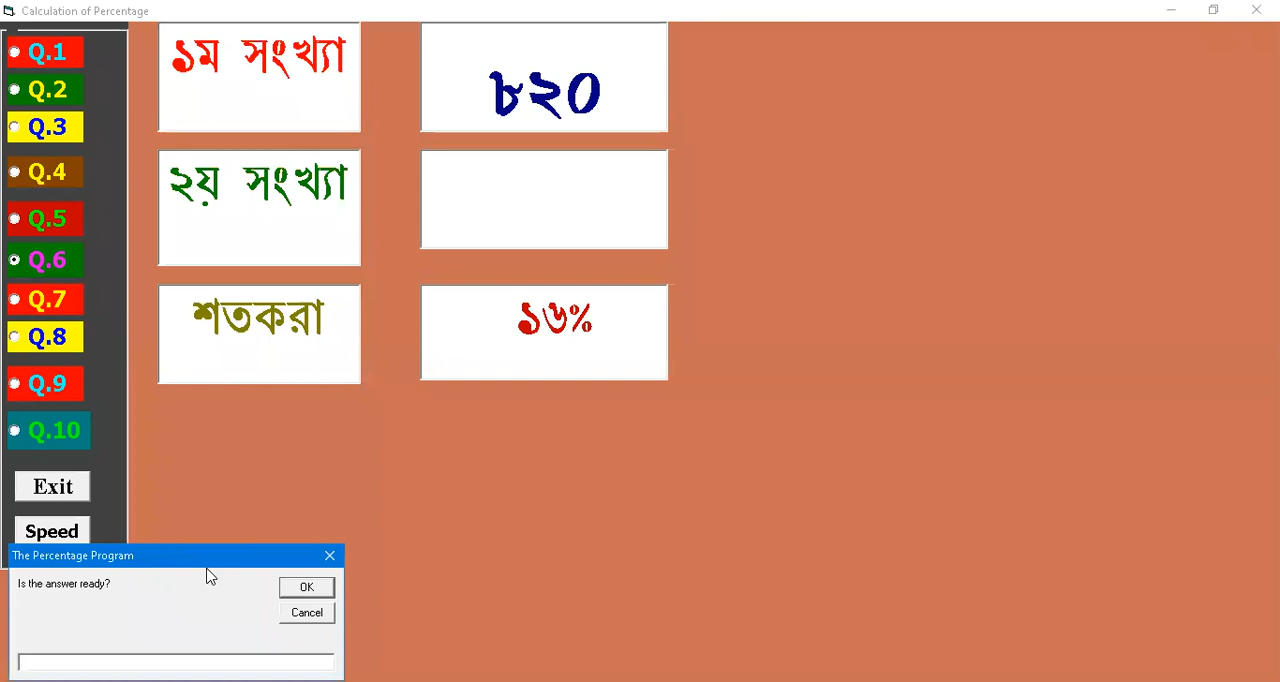 Calculation of Percentage
Q.1
Q.2
Q.3
Q.4
Q.5
Q.6
Q.7
Q.8
Q.9
Q.10
Exit
Speed
১ম সংখ্যা
৮২০
২য় সংখ্যা
শতকরা
১৬%
The Percentage Program
Is the answer ready?
OK
Cancel